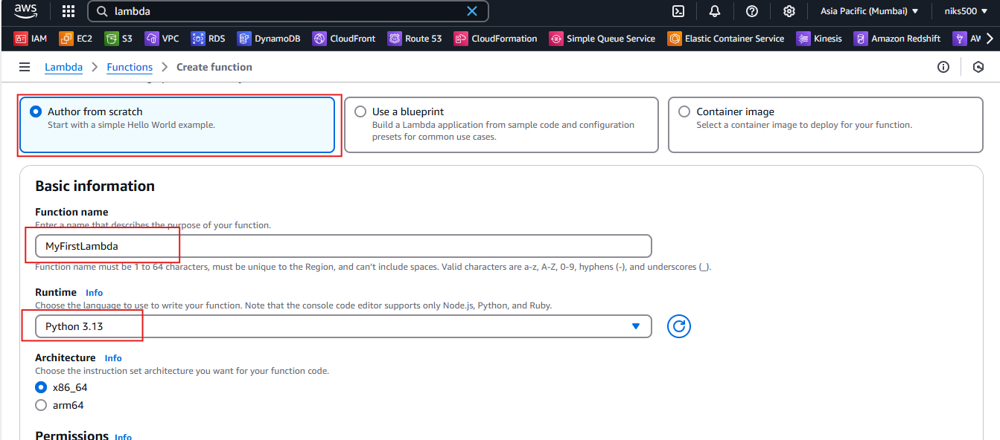 aws lambda Asia Pacific (Mumbai) niks500
IAM EC2 S3 VPC RDS DynamoDB CloudFront Route 53 CloudFormation Simple Queue Service Elastic Container Service Kinesis Amazon Redshift AW
Lambda Functions Create function
Author from scratch
Start with a simple Hello World example.
Use a blueprint
Build a Lambda application from sample code and configuration
presets for common use cases.
Container image
Select a container image to deploy for your function.
Basic information
Function name
Enter a name that describes the purpose of your function.
MyFirstLambda
Function name must be 1 to 64 characters, must be unique to the Region, and can't include spaces. Valid characters are a-z, A-Z, 0-9, hyphens (-), and underscores (_).
Runtime Info
Choose the language to use to write your function. Note that the console code editor supports only Node.js, Python, and Ruby.
Python 3.13
Architecture Info
Choose the instruction set architecture you want for your function code.
x86_64
arm64
Permissions Info